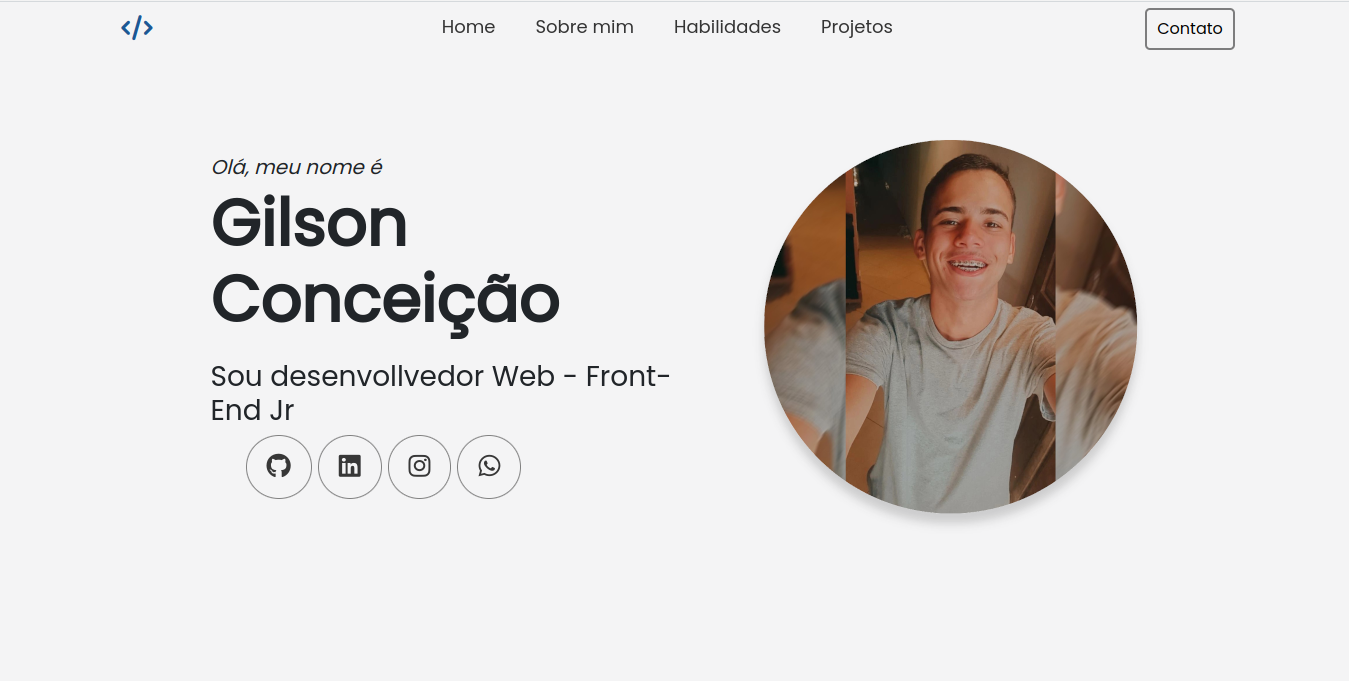 </>
Home Sobre mim Habilidades Projetos Contato
Olá, meu nome é
Gilson
Conceição
Sou desenvollvedor Web - Front-
End Jr